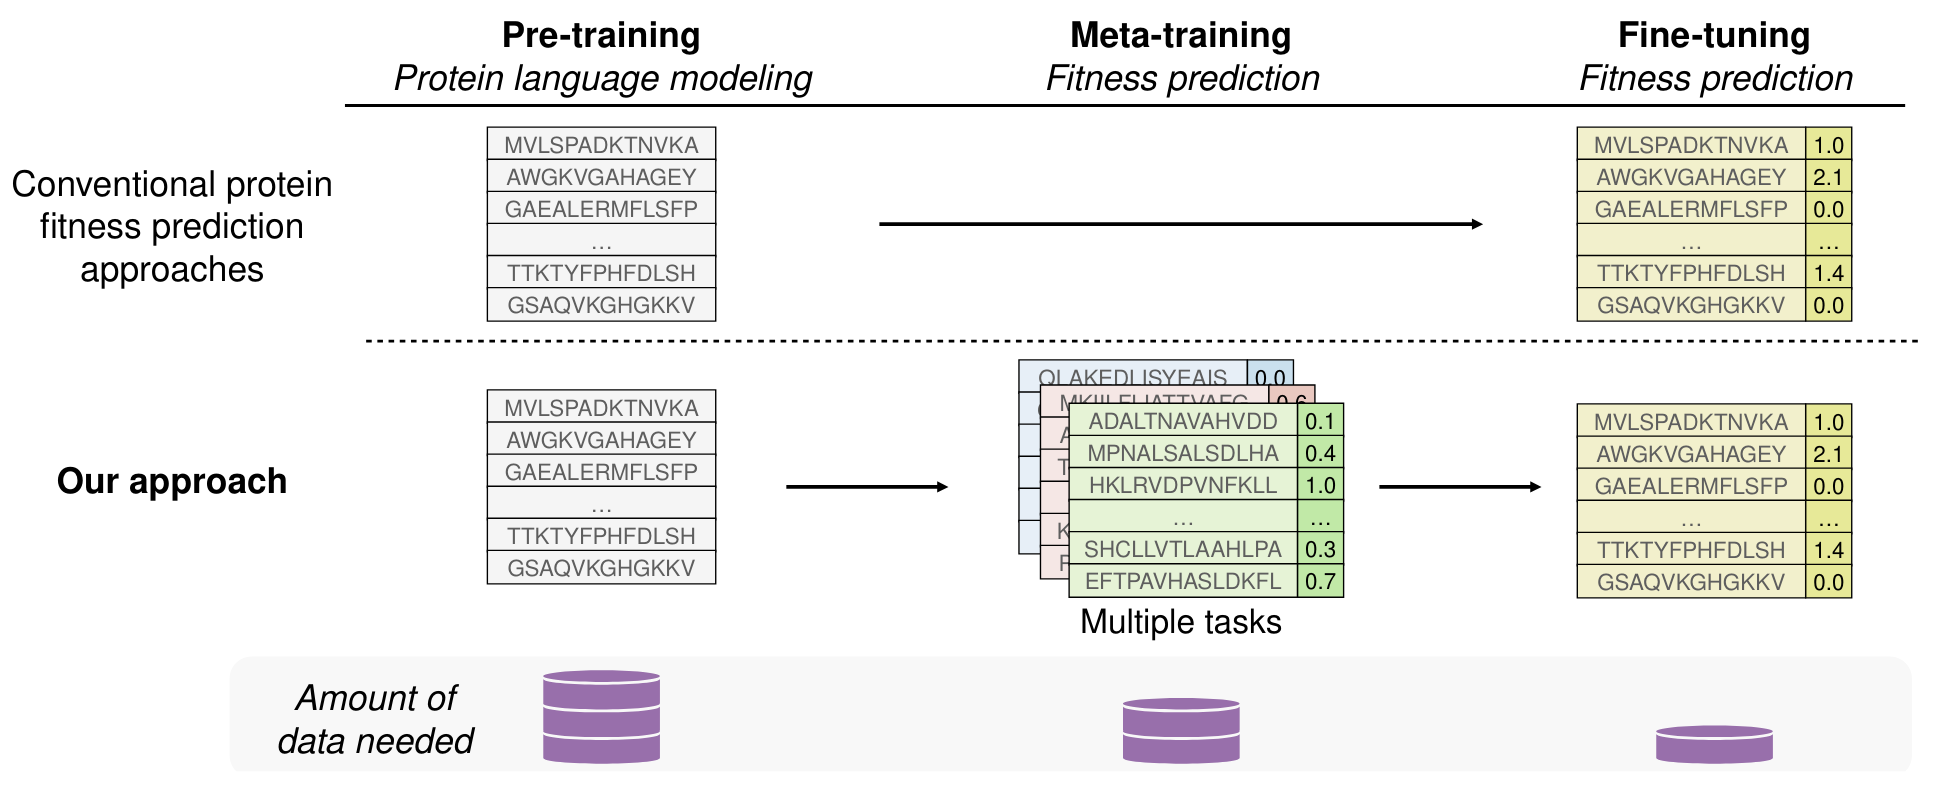 Pre-training
Protein language modeling
Meta-training
Fitness prediction
Fine-tuning
Fitness prediction
Conventional protein
fitness prediction
approaches
MVLSPADKTNVKA
AWGKVGAHAGEY
GAEALERMFLSFP
...
TTKTYFPHFDLSH
GSAQVKGHGKKV
MVLSPADKTNVKA 1.0
AWGKVGAHAGEY 2.1
GAEALERMFLSFP 0.0
... ...
TTKTYFPHFDLSH 1.4
GSAQVKGHGKKV 0.0
Our approach
MVLSPADKTNVKA
AWGKVGAHAGEY
GAEALERMFLSFP
...
TTKTYFPHFDLSH
GSAQVKGHGKKV
QLAKEDLISYEAIS 0.0
0.6
ADALTNAVAHVDD 0.1
MPNALSALSDLHA 0.4
HKLRVDPVNFKLL 1.0
... ...
SHCLLVTLAAHLPA 0.3
EFTPAVHASLDKFL 0.7
Multiple tasks
MVLSPADKTNVKA 1.0
AWGKVGAHAGEY 2.1
GAEALERMFLSFP 0.0
... ...
TTKTYFPHFDLSH 1.4
GSAQVKGHGKKV 0.0
Amount of
data needed